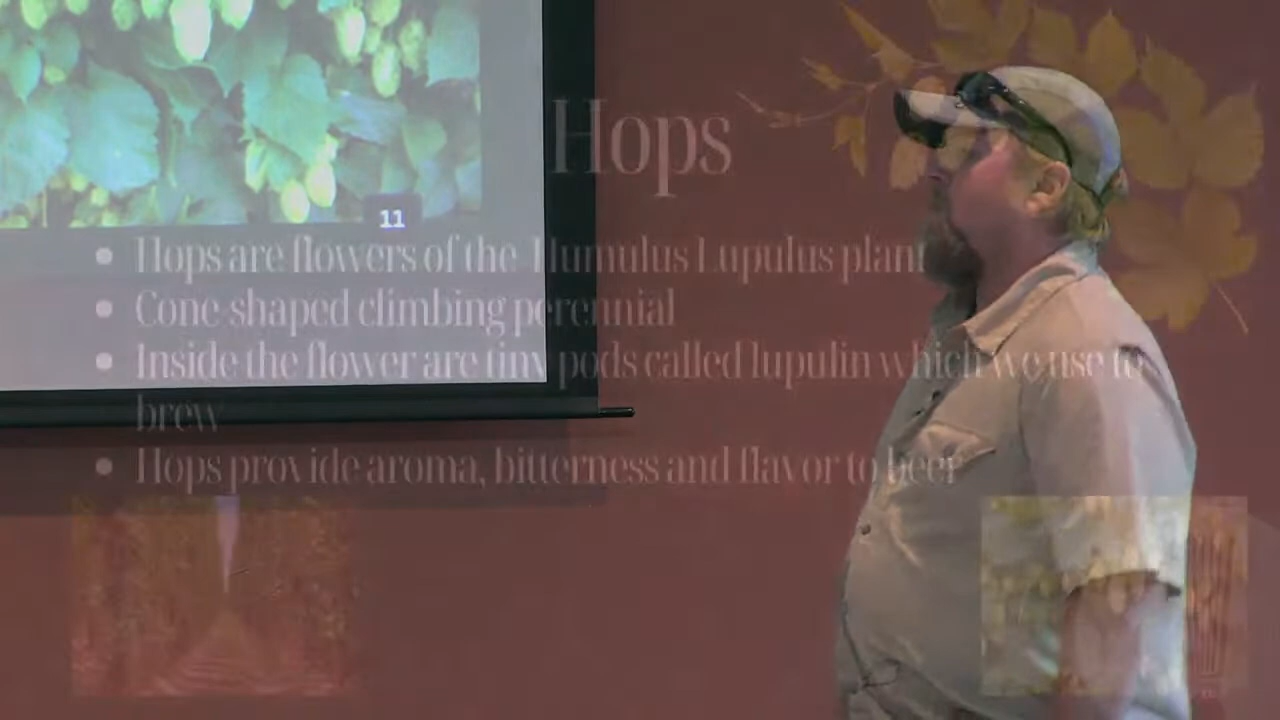 Hops
11
Hops are flowers of the Humulus Lupulus plant
Cone-shaped climbing perennial
Inside the flower are tiny pods called lupulin which we use to
brew
Hops provide aroma, bitterness and flavor to beer